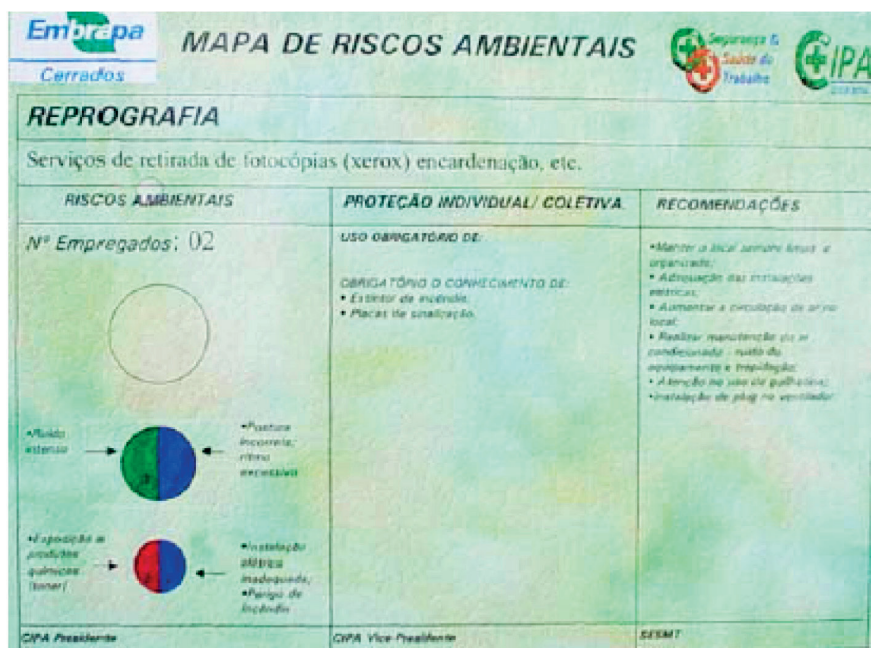 Embrapa
Cerrados
MAPA DE RISCOS AMBIENTAIS
Segurança &
Saúde do
Trabalho
CIPA
REPROGRAFIA
Serviços de retirada de fotocópias (xerox) encardenação, etc.
RISCOS AMBIENTAIS
Nº Empregados: 02
•Ruído
intenso
•Postura
incorreta;
ritmo
excessivo
•Exposição a
produtos
químicos
(toner)
•Instalação
elétrica
inadequada;
•Perigo de
incêndio
PROTEÇÃO INDIVIDUAL/ COLETIVA
USO OBRIGATÓRIO DE:
OBRIGATÓRIO O CONHECIMENTO DE:
• Extintor de incêndio
• Placas de sinalização.
RECOMENDAÇÕES
•Manter o local sempre limpo e
organizado;
• Adequação das instalações
elétricas;
• Aumentar a circulação de ar no
local;
• Realizar manutenção do ar
condicionado - ruído do
equipamento e trepidação;
• Atenção no uso de guilhotina;
•Instalação de plug no ventilador.
CIPA Presidente
CIPA Vice-Presidente
SESMT